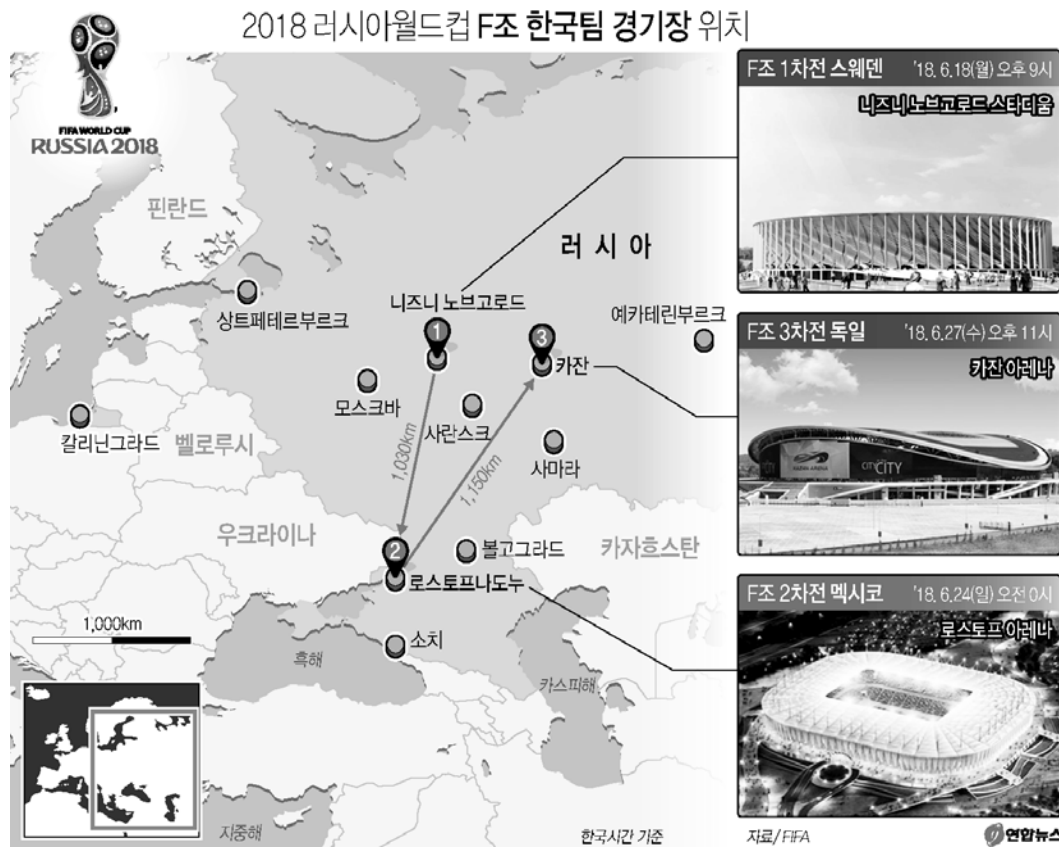 2018 러시아월드컵 F조 한국팀 경기장 위치
FIFA WORLD CUP
RUSSIA 2018
F조 1차전 스웨덴 '18. 6.18(월) 오후 9시
니즈니 노브고로드 스타디움
핀란드
러 시 아
상트페테르부르크
니즈니 노브고로드
예카테린부르크
1
3
카잔
F조 3차전 독일 '18. 6.27(수) 오후 11시
카잔 아레나
모스크바
사란스크
칼리닌그라드
벨로루시
사마라
1,030km
1,150km
KAZAN ARENA
CITY
우크라이나
2
볼고그라드
카자흐스탄
로스토프나도누
F조 2차전 멕시코 '18. 6.24(일) 오전 0시
로스토프 아레나
1,000km
소치
흑해
카스피해
지중해
한국시간 기준
자료/FIFA
연합뉴스